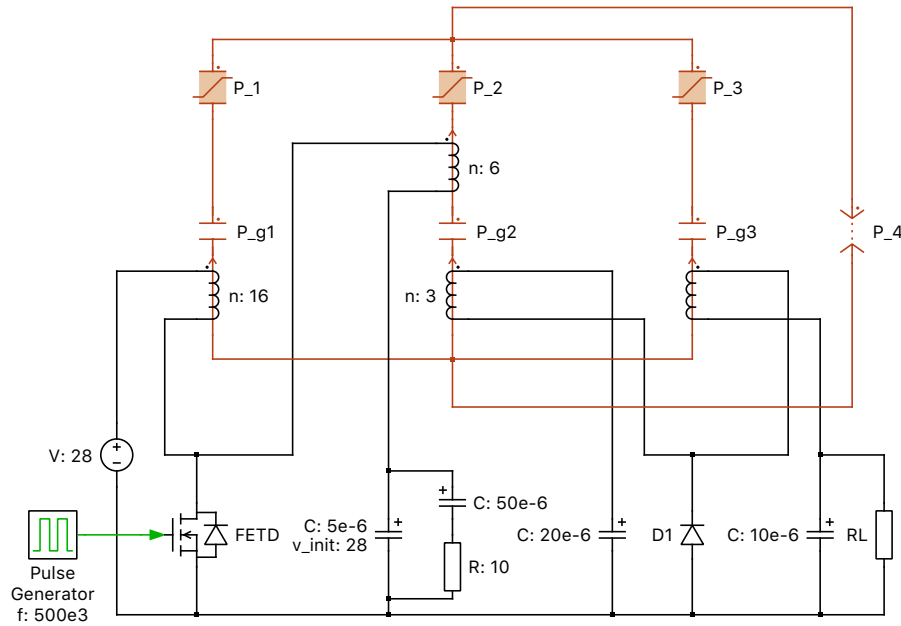 P_1
P_2
P_3
n: 6
P_g1
P_g2
P_g3
P_4
n: 16
n: 3
V: 28
C: 50e-6
FETD
C: 5e-6
v_init: 28
C: 20e-6
D1
C: 10e-6
RL
R: 10
Pulse
Generator
f: 500e3